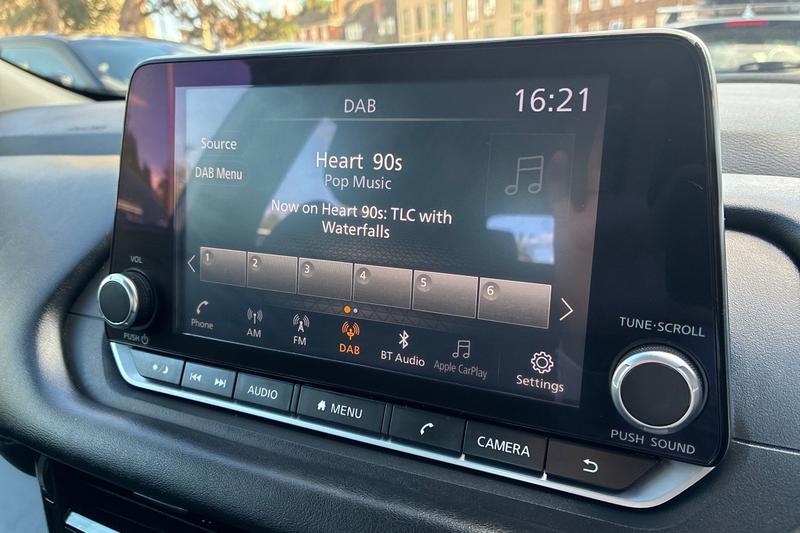 DAB
16:21
Source
DAB Menu
Heart 90s
Pop Music
Now on Heart 90s: TLC with
Waterfalls
1 2 3 4 5 6
Phone AM FM DAB BT Audio Apple CarPlay Settings
VOL
PUSH
TUNE·SCROLL
PUSH SOUND
AUDIO
MENU
CAMERA